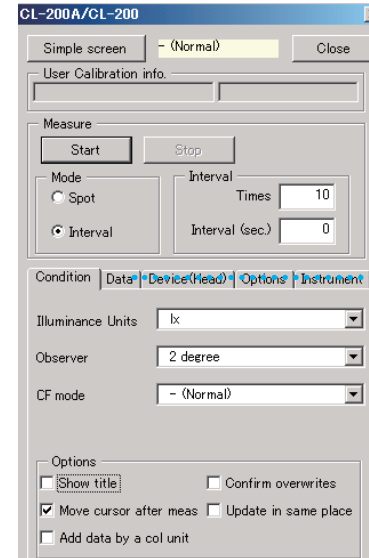 CL-200A/CL-200
Simple screen - (Normal) Close
User Calibration info.
Measure
Start Stop
Mode Interval
Spot Times 10
Interval Interval (sec.) 0
Condition Data Device(Head) Options Instrument
Illuminance Units lx
Observer 2 degree
CF mode - (Normal)
Options
Show title Confirm overwrites
Move cursor after meas Update in same place
Add data by a col unit